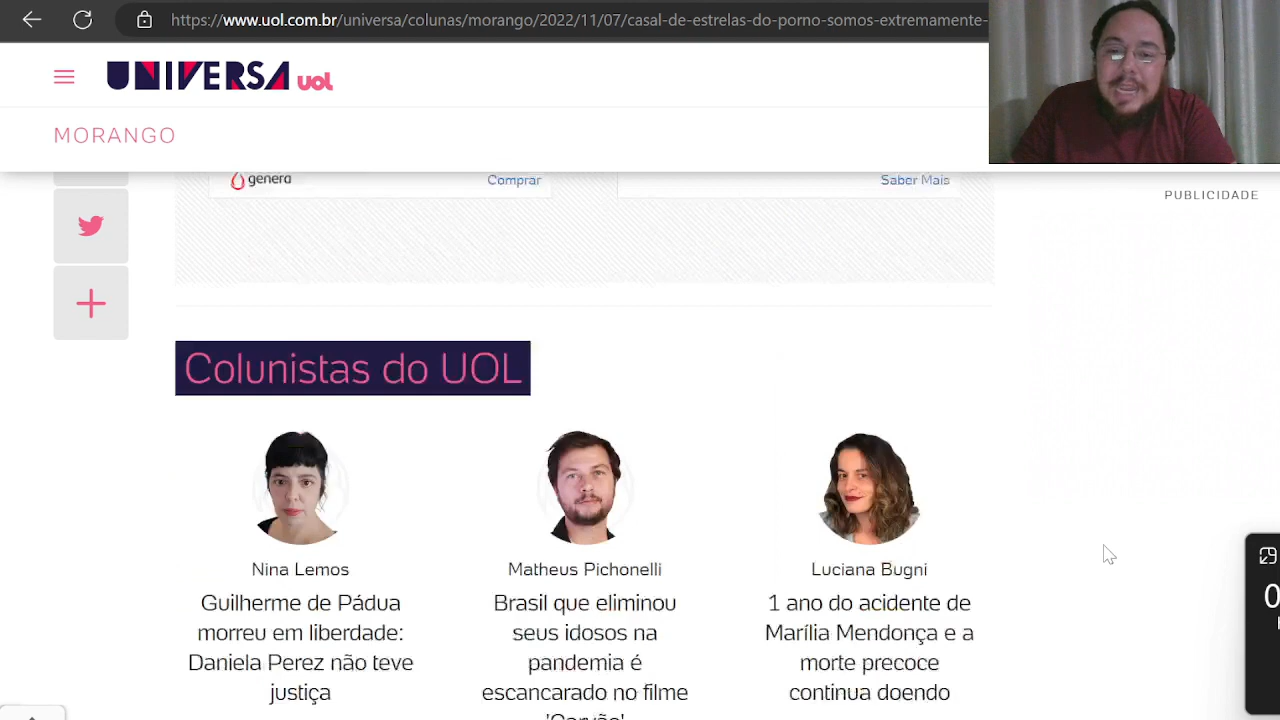 https://www.uol.com.br/universa/colunas/morango/2022/11/07/casal-de-estrelas-do-porno-somos-extremamente-
UNIVERSA uol
MORANGO
genera
Comprar
Saber Mais
PUBLICIDADE
Colunistas do UOL
Nina Lemos
Guilherme de Pádua
morreu em liberdade:
Daniela Perez não teve
justiça
Matheus Pichonelli
Brasil que eliminou
seus idosos na
pandemia é
escancarado no filme
'Carvão'
Luciana Bugni
1 ano do acidente de
Marília Mendonça e a
morte precoce
continua doendo
0